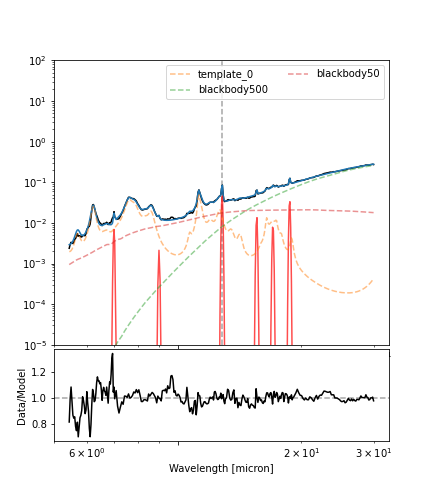 10²
template_0
blackbody50
blackbody500
10¹
10⁰
10⁻¹
10⁻²
10⁻³
10⁻⁴
10⁻⁵
Data/Model
1.2
1.0
0.8
6 × 10⁰
2 × 10¹
3 × 10¹
Wavelength [micron]